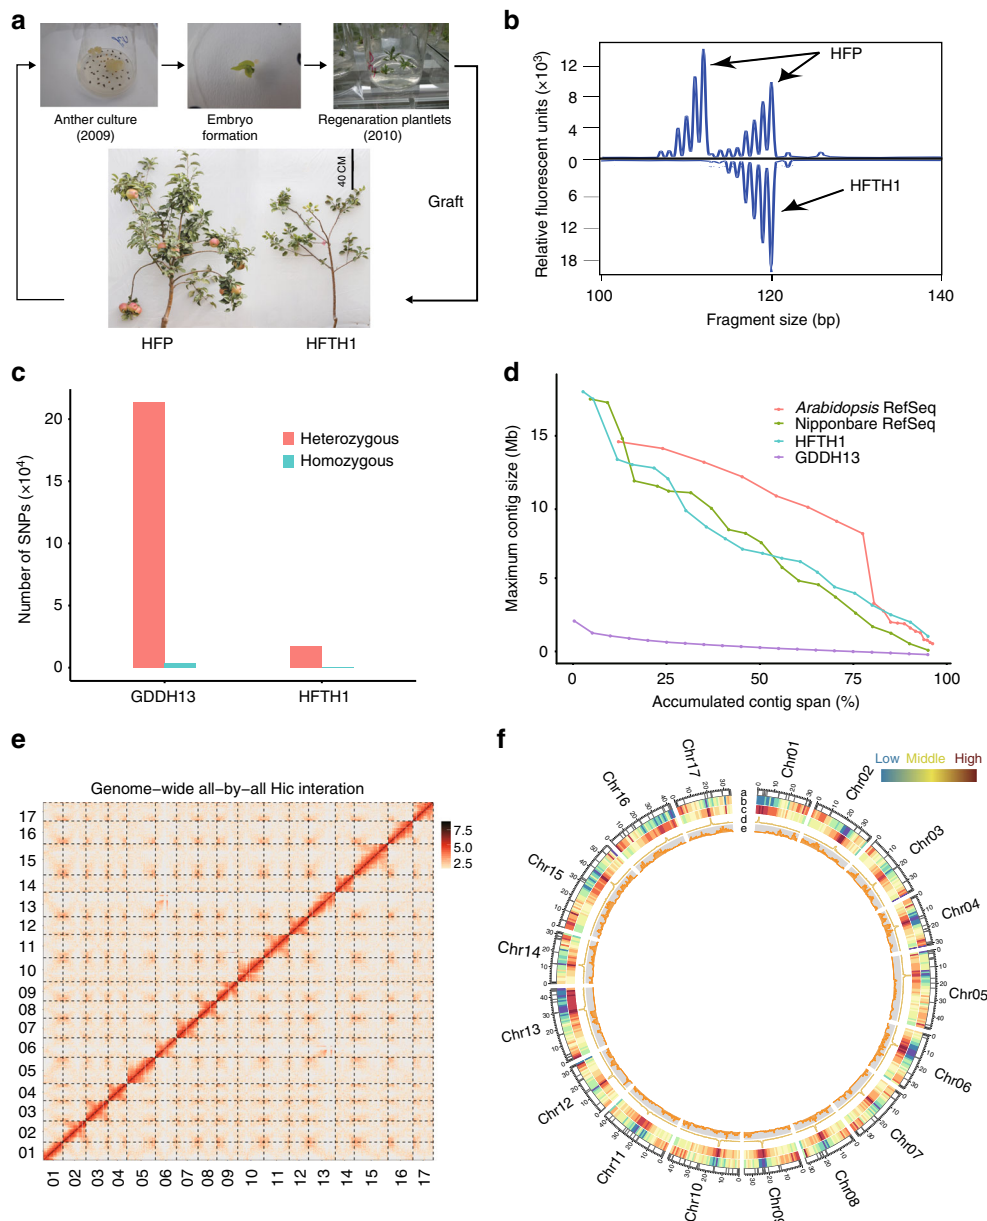 a
Anther culture
(2009)
Embryo
formation
Regenaration plantlets
(2010)
40 CM
Graft
HFP
HFTH1
b
Relative fluorescent units (×10³)
12
8
4
0
6
12
18
HFP
HFTH1
100
120
140
Fragment size (bp)
c
Number of SNPs (×10⁴)
20
15
10
5
0
Heterozygous
Homozygous
GDDH13
HFTH1
d
Maximum contig size (Mb)
15
10
5
0
Arabidopsis RefSeq
Nipponbare RefSeq
HFTH1
GDDH13
0
25
50
75
100
Accumulated contig span (%)
e
Genome–wide all–by–all Hic interation
17
16
15
14
13
12
11
10
09
08
07
06
05
04
03
02
01
01 02 03 04 05 06 07 08 09 10 11 12 13 14 15 16 17
7.5
5.0
2.5
f
Low Middle High
a
b
c
d
e
Chr01
Chr02
Chr03
Chr04
Chr05
Chr06
Chr07
Chr08
Chr09
Chr10
Chr11
Chr12
Chr13
Chr14
Chr15
Chr16
Chr17